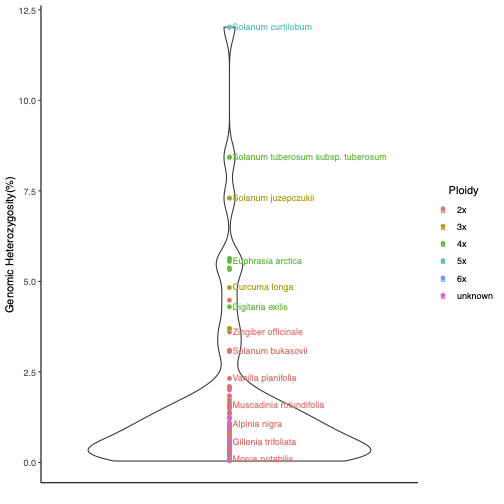 12.5
Solanum curtilobum
10.0
Solanum tuberosum subsp. tuberosum
7.5
Solanum juzepczukii
Genomic Heterozygosity(%)
Euphrasia arctica
5.0
Curcuma longa
Digitaria exilis
Zingiber officinale
Solanum bukasovii
2.5
Vanilla planifolia
Muscadinia rotundifolia
Alpinia nigra
Gillenia trifoliata
Morus notabilis
0.0
Ploidy
2x
3x
4x
5x
6x
unknown